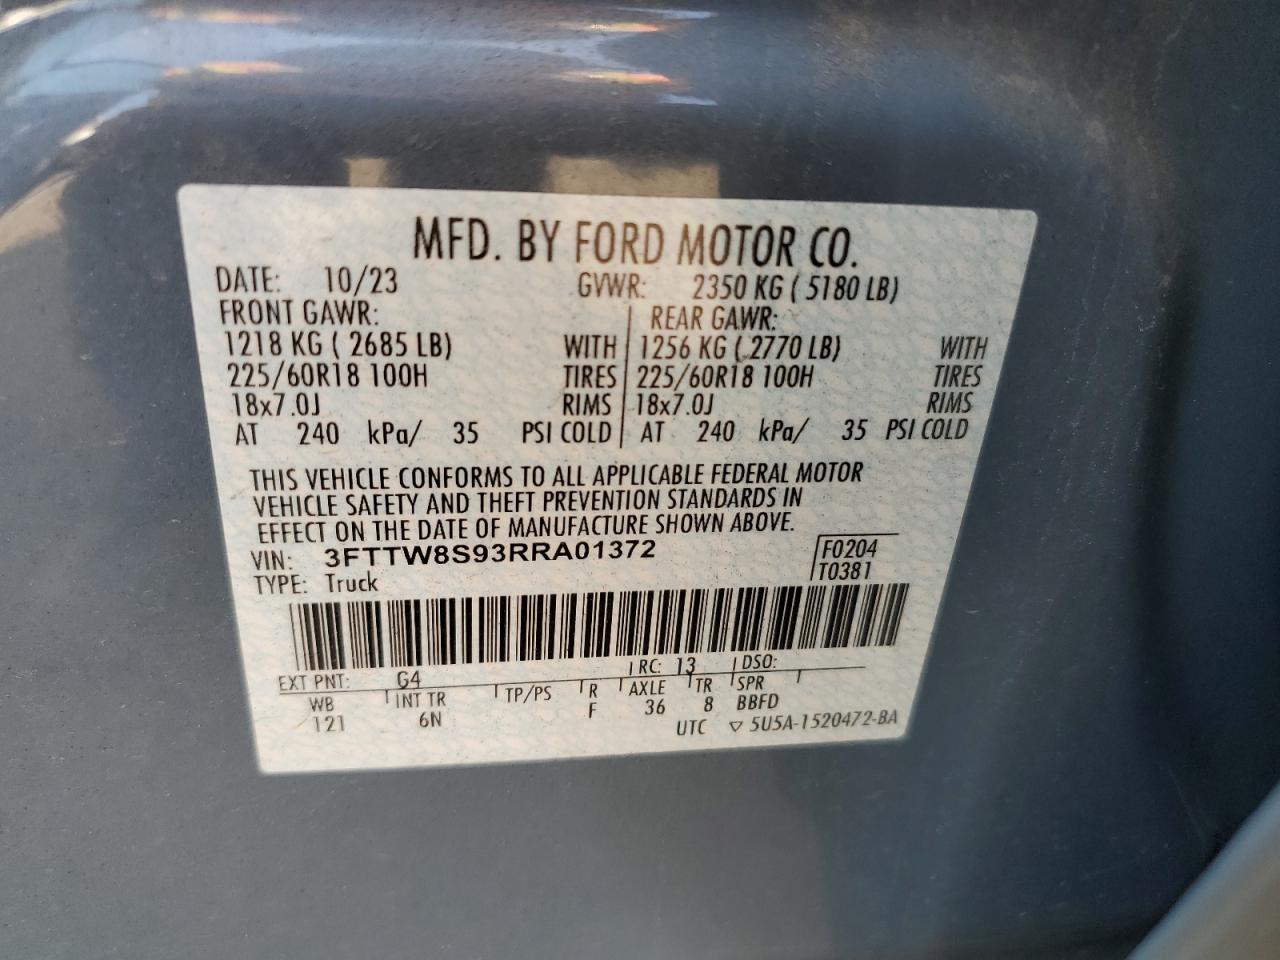 MFD. BY FORD MOTOR CO.
DATE: 10/23 GVWR: 2350 KG ( 5180 LB)
FRONT GAWR: REAR GAWR:
1218 KG ( 2685 LB) WITH 1256 KG ( 2770 LB) WITH
225/60R18 100H TIRES 225/60R18 100H TIRES
18x7.0J RIMS 18x7.0J RIMS
AT 240 kPa/ 35 PSI COLD AT 240 kPa/ 35 PSI COLD
THIS VEHICLE CONFORMS TO ALL APPLICABLE FEDERAL MOTOR
VEHICLE SAFETY AND THEFT PREVENTION STANDARDS IN
EFFECT ON THE DATE OF MANUFACTURE SHOWN ABOVE.
VIN: 3FTTW8S93RRA01372 F0204
TYPE: Truck T0381
EXT PNT: G4 RC: 13 DSO:
WB INT TR TP/PS R AXLE TR SPR
121 6N F 36 8 BBFD
UTC ▽ 5U5A-1520472-BA